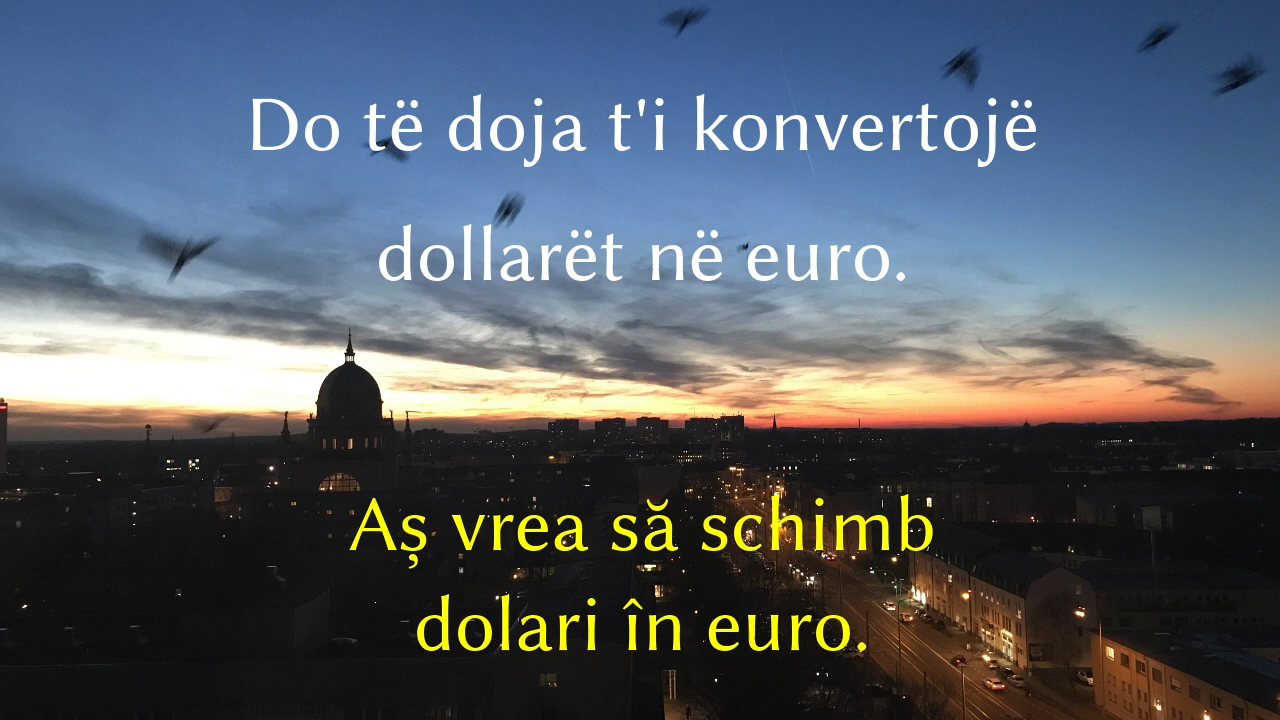 Do të doja t'i konvertojë
dollarët në euro.
Aș vrea să schimb
dolari în euro.